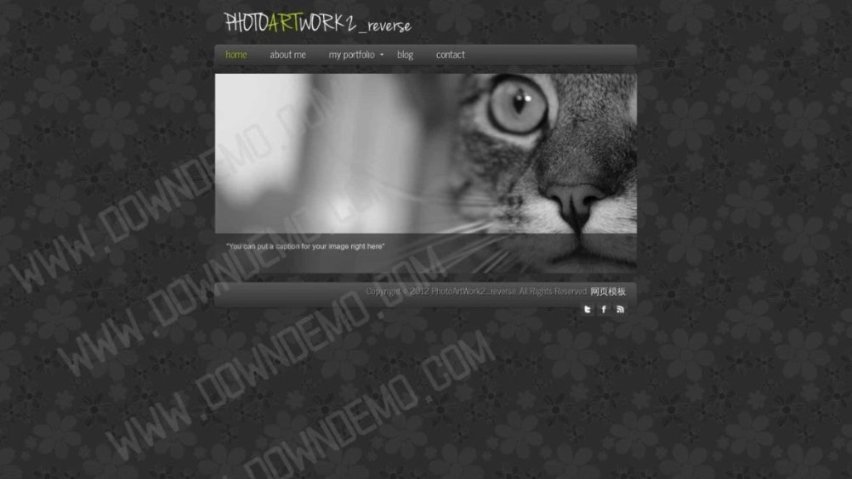 PHOTOARTWORK2_reverse
home about me my portfolio blog contact
"You can put a caption for your image right here"
Copyright © 2012 PhotoArtWork2_reverse. All Rights Reserved. 网页模板
WWW.DOWNDEMO.COM
WWW.DOWNDEMO.COM
WWW.DOWNDEMO.COM
WWW.DOWNDEMO.COM